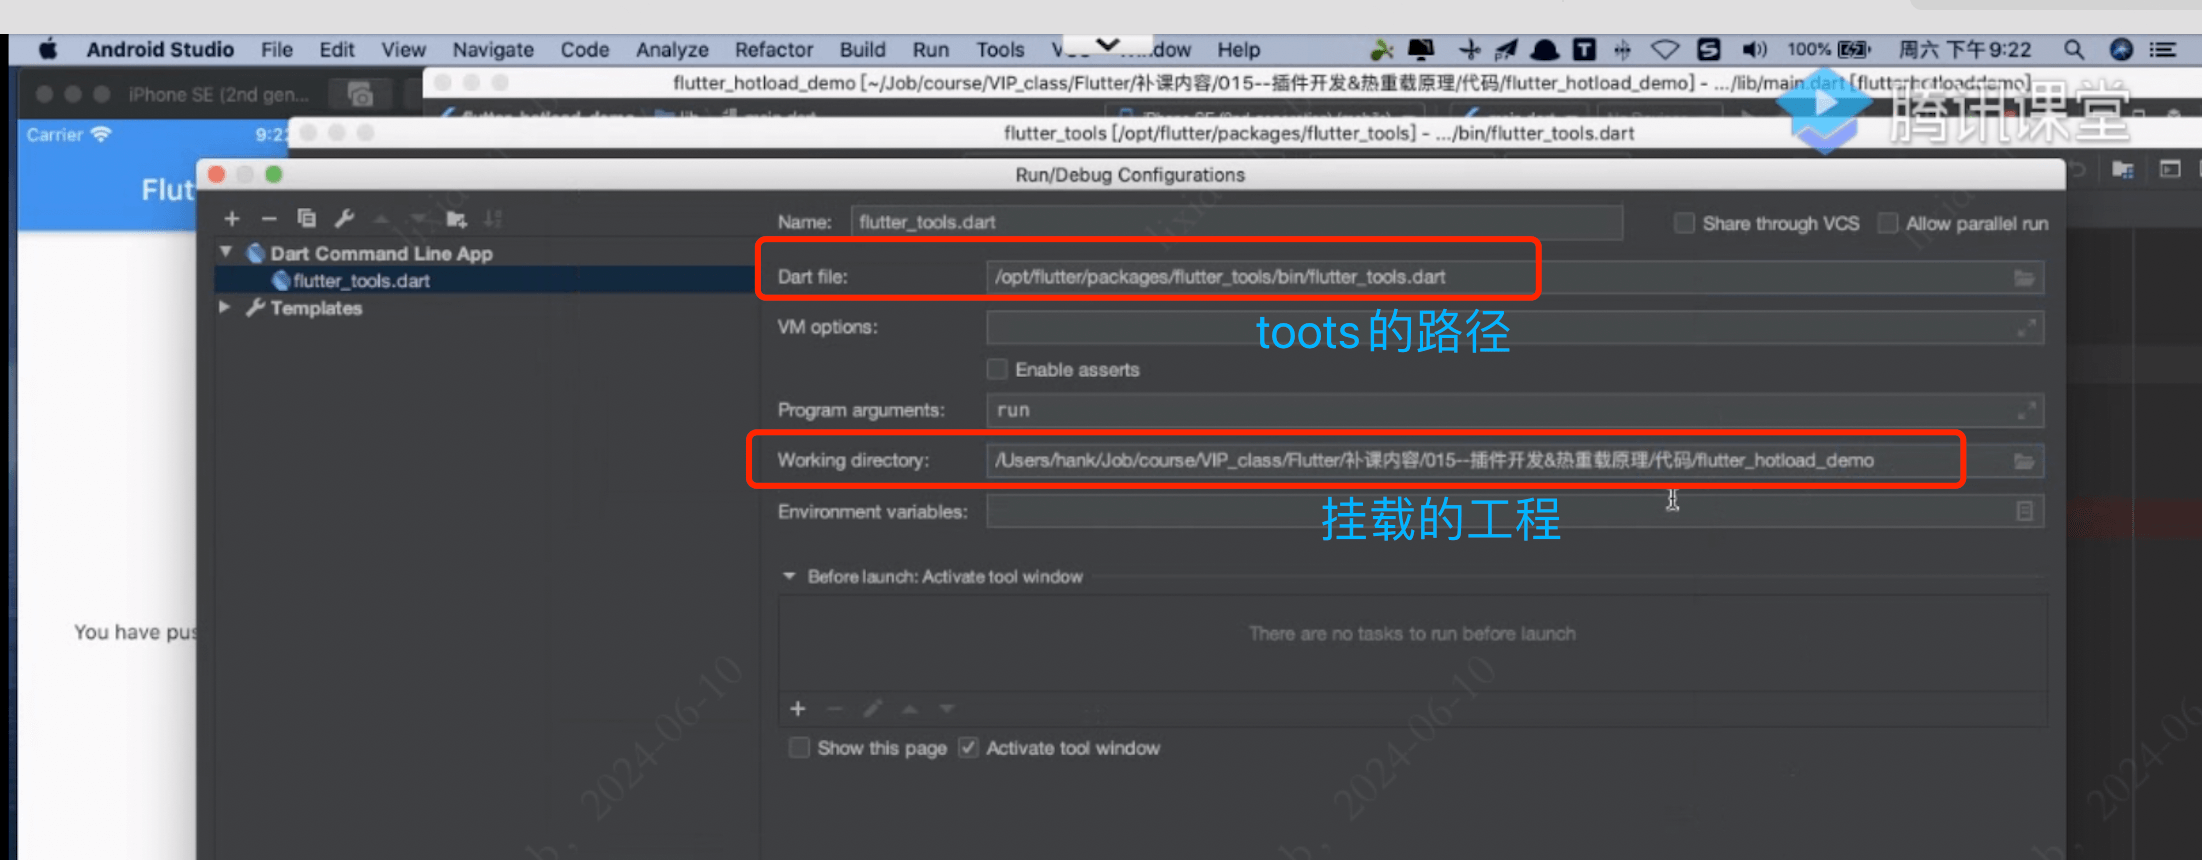 Android Studio File Edit View Navigate Code Analyze Refactor Build Run Tools Window Help 100% 周六 下午9:22
iPhone SE (2nd gen...
flutter_hotload_demo [~/Job/course/VIP_class/Flutter/补课内容/015--插件开发&热重载原理/代码/flutter_hotload_demo] - .../lib/main.dart [flutterhotloaddemo]
腾讯课堂
Carrier 9:22
flutter_tools [/opt/flutter/packages/flutter_tools] - .../bin/flutter_tools.dart
Run/Debug Configurations
Flut
Name: flutter_tools.dart
Share through VCS
Allow parallel run
Dart Command Line App
flutter_tools.dart
Templates
Dart file: /opt/flutter/packages/flutter_tools/bin/flutter_tools.dart
VM options:
toots的路径
Enable asserts
Program arguments: run
Working directory: /Users/hank/Job/course/VIP_class/Flutter/补课内容/015--插件开发&热重载原理/代码/flutter_hotload_demo
Environment variables:
挂载的工程
Before launch: Activate tool window
There are no tasks to run before launch
You have pus
Show this page
Activate tool window
2024-06-10
2024-06-10
2024-06